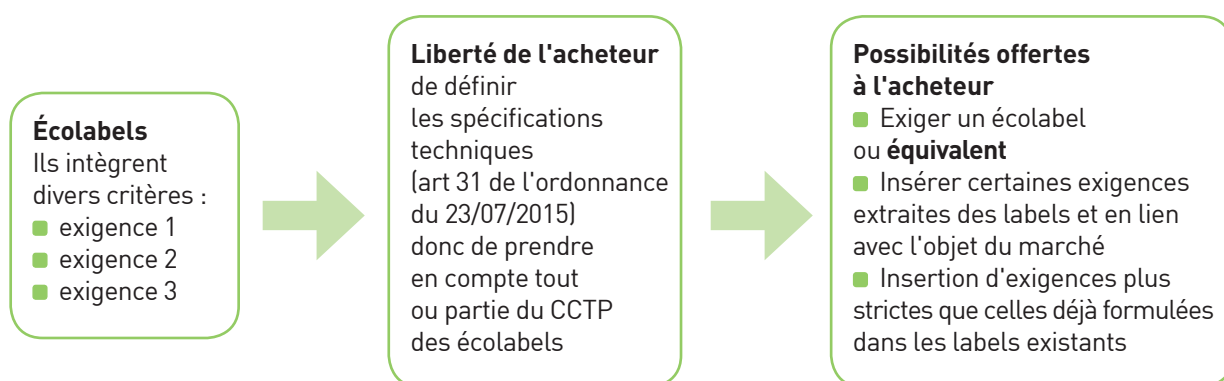 Écolabels
Ils intègrent
divers critères :
exigence 1
exigence 2
exigence 3
Liberté de l'acheteur
de définir
les spécifications
techniques
(art 31 de l'ordonnance
du 23/07/2015)
donc de prendre
en compte tout
ou partie du CCTP
des écolabels
Possibilités offertes
à l'acheteur
Exiger un écolabel
ou équivalent
Insérer certaines exigences
extraites des labels et en lien
avec l'objet du marché
Insertion d'exigences plus
strictes que celles déjà formulées
dans les labels existants